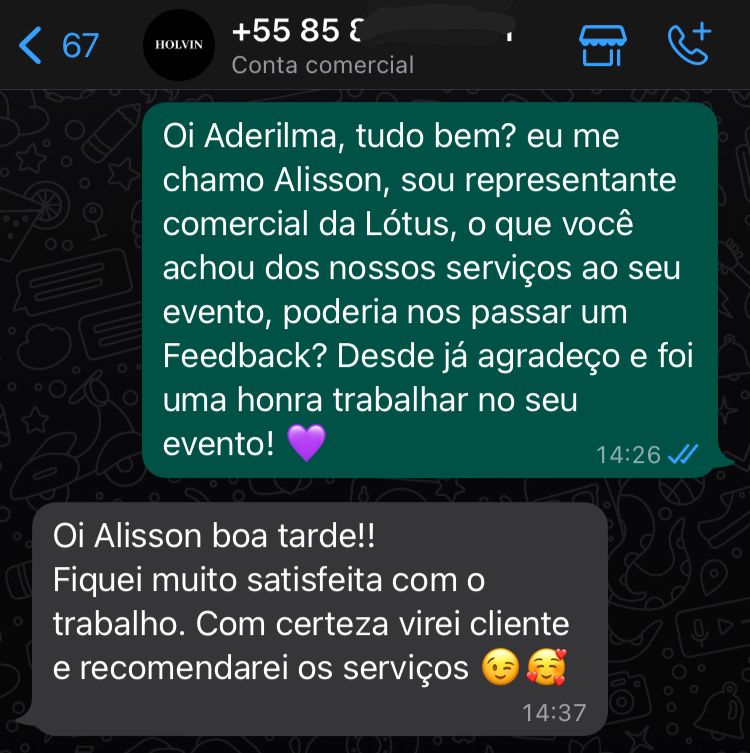 67
HOLVIN
+55 85
Conta comercial
Oi Aderilma, tudo bem? eu me
chamo Alisson, sou representante
comercial da Lótus, o que você
achou dos nossos serviços ao seu
evento, poderia nos passar um
Feedback? Desde já agradeço e foi
uma honra trabalhar no seu
evento! 💜
14:26
Oi Alisson boa tarde!!
Fiquei muito satisfeita com o
trabalho. Com certeza virei cliente
e recomendarei os serviços 😉🥰
14:37